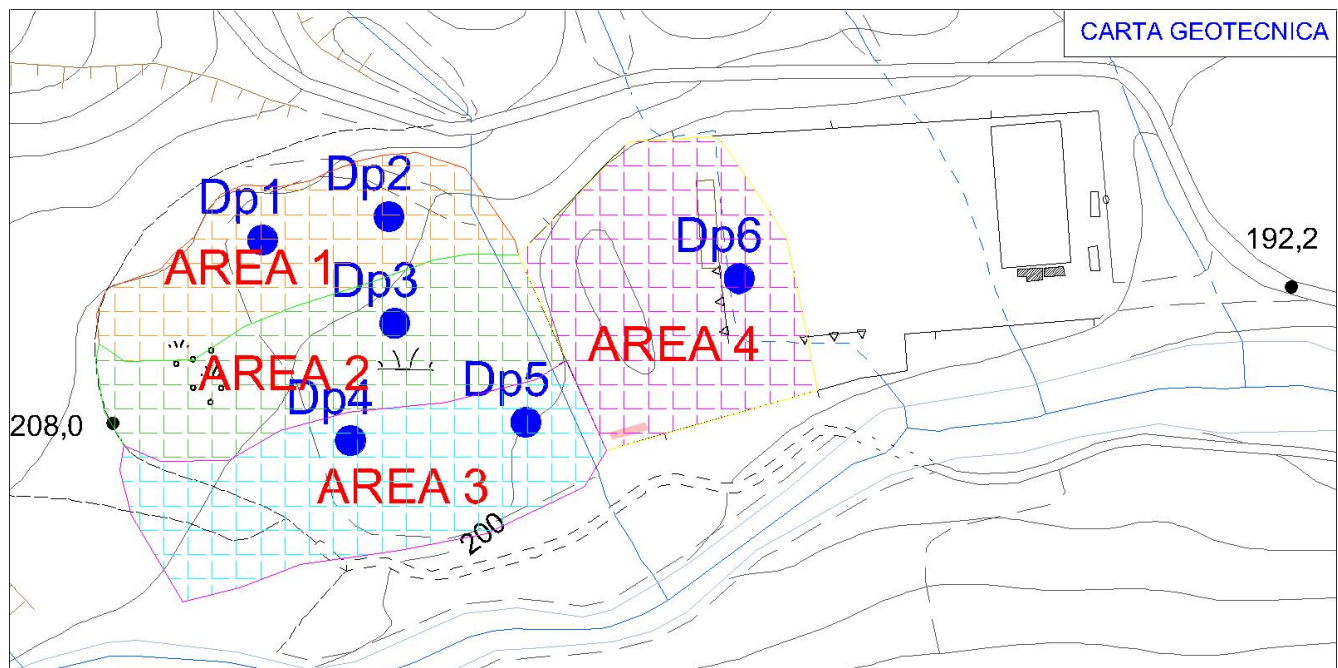 CARTA GEOTECNICA
Dp1
Dp2
AREA 1
Dp3
Dp6
192,2
AREA 4
AREA 2
Dp4
Dp5
208,0
AREA 3
200